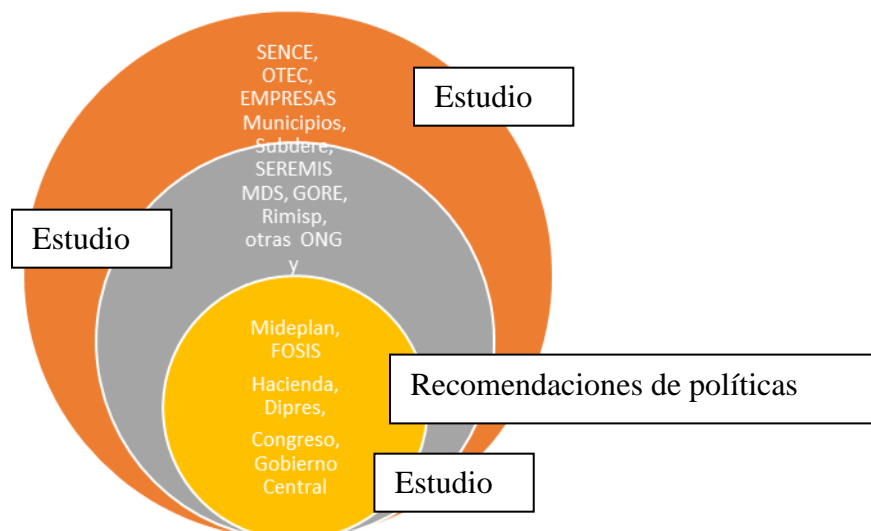 SENCE,
OTEC,
EMPRESAS
Municipios,
Subdere,
SEREMIS
MDS, GORE,
Rimisp,
otras ONG
y
Estudio
Estudio
Mideplan,
FOSIS
Hacienda,
Dipres,
Congreso,
Gobierno
Central
Recomendaciones de políticas
Estudio